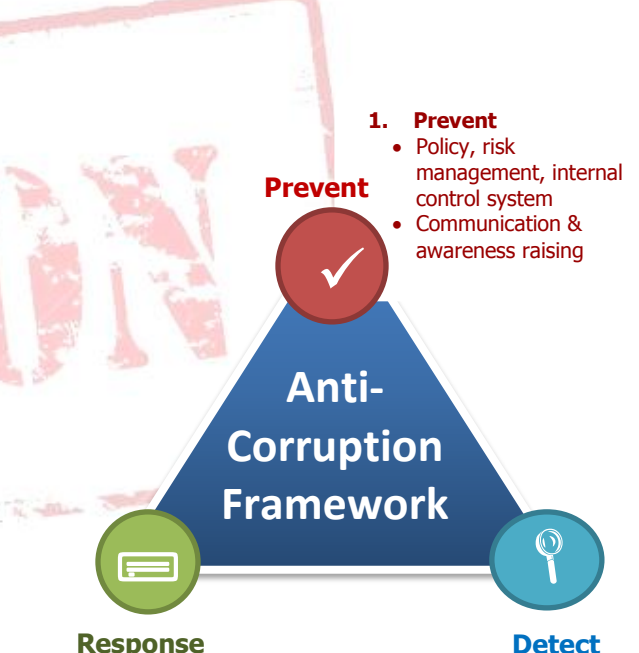 1. Prevent
• Policy, risk
management, internal
control system
• Communication &
awareness raising
Prevent
Anti-
Corruption
Framework
Response
Detect